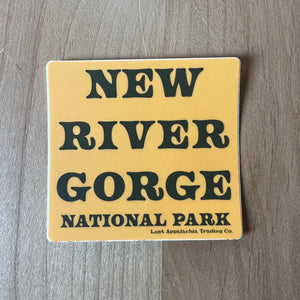 NEW
RIVER
GORGE
NATIONAL PARK
Lost Appalachia Trading Co.